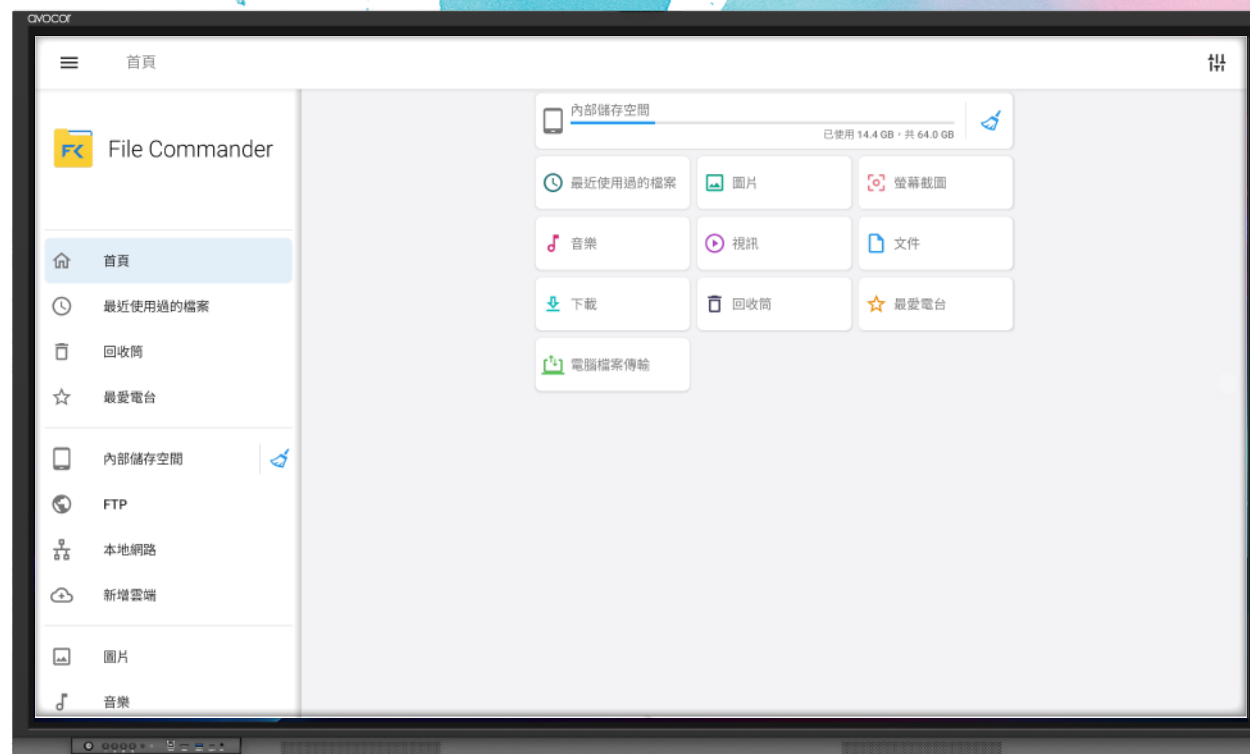 avocor
首頁
File Commander
首頁
最近使用過的檔案
回收筒
最愛電台
內部儲存空間
FTP
本地網路
新增雲端
圖片
音樂
內部儲存空間
已使用 14.4 GB，共 64.0 GB
最近使用過的檔案
圖片
螢幕截圖
音樂
視訊
文件
下載
回收筒
最愛電台
電腦檔案傳輸